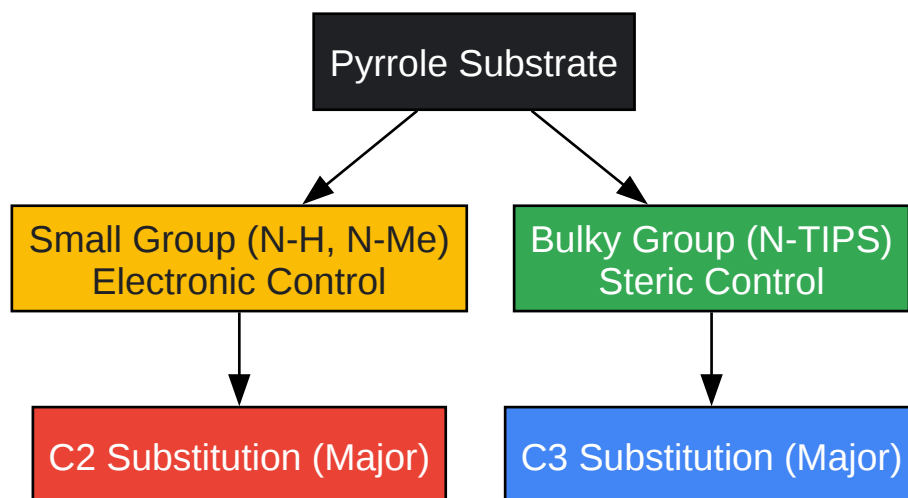 Pyrrole Substrate
Small Group (N-H, N-Me)
Electronic Control
Bulky Group (N-TIPS)
Steric Control
C2 Substitution (Major)
C3 Substitution (Major)